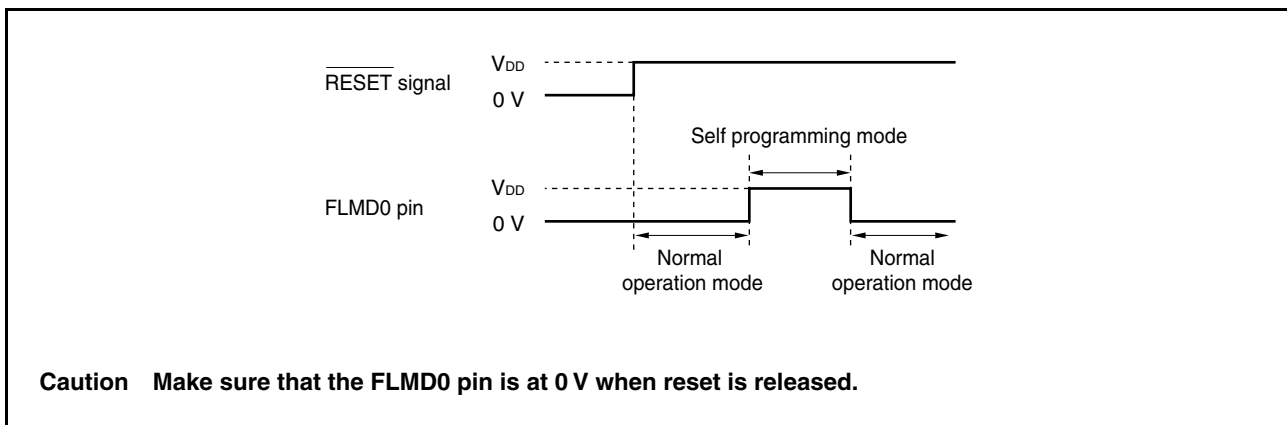 VDD
RESET signal
0 V
Self programming mode
VDD
FLMD0 pin
0 V
Normal
operation mode
Normal
operation mode
Caution Make sure that the FLMD0 pin is at 0 V when reset is released.